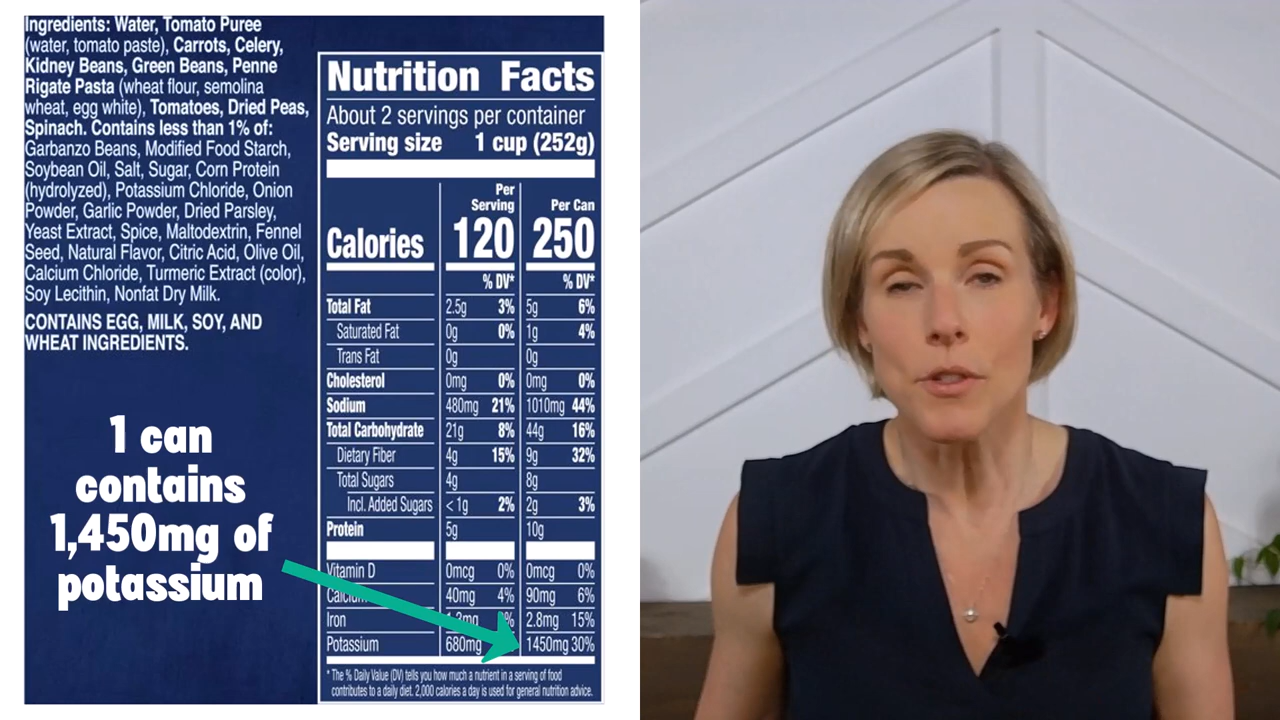 Ingredients: Water, Tomato Puree
(water, tomato paste), Carrots, Celery,
Kidney Beans, Green Beans, Penne
Rigate Pasta (wheat flour, semolina
wheat, egg white), Tomatoes, Dried Peas,
Spinach. Contains less than 1% of:
Garbanzo Beans, Modified Food Starch,
Soybean Oil, Salt, Sugar, Corn Protein
(hydrolyzed), Potassium Chloride, Onion
Powder, Garlic Powder, Dried Parsley,
Yeast Extract, Spice, Maltodextrin, Fennel
Seed, Natural Flavor, Citric Acid, Olive Oil,
Calcium Chloride, Turmeric Extract (color),
Soy Lecithin, Nonfat Dry Milk.
CONTAINS EGG, MILK, SOY, AND
WHEAT INGREDIENTS.
1 can
contains
1,450mg of
potassium
Nutrition Facts
About 2 servings per container
Serving size 1 cup (252g)
Per Serving Per Can
Calories 120 250
% DV* % DV*
Total Fat 2.5g 3% 5g 6%
Saturated Fat 0g 0% 1g 4%
Trans Fat 0g 0g
Cholesterol 0mg 0% 0mg 0%
Sodium 480mg 21% 1010mg 44%
Total Carbohydrate 21g 8% 44g 16%
Dietary Fiber 4g 15% 9g 32%
Total Sugars 4g 8g
Incl. Added Sugars <1g 2% 2g 3%
Protein 5g 10g
Vitamin D 0mcg 0% 0mcg 0%
Calcium 40mg 4% 90mg 6%
Iron 2.8mg 15%
Potassium 680mg 1450mg 30%
* The % Daily Value (DV) tells you how much a nutrient in a serving of food
contributes to a daily diet. 2,000 calories a day is used for general nutrition advice.